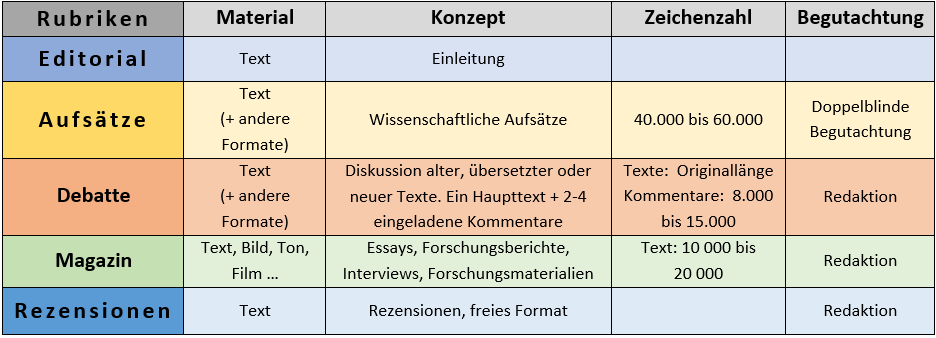 Rubriken Material Konzept Zeichenzahl Begutachtung
Editorial Text Einleitung
Aufsätze
Text
(+ andere
Formate)
Wissenschaftliche Aufsätze
40.000 bis 60.000
Doppelblinde
Begutachtung
Debatte
Text
(+ andere
Formate)
Diskussion alter, übersetzter oder
neuer Texte. Ein Haupttext + 2-4
eingeladene Kommentare
Texte: Originallänge
Kommentare: 8.000
bis 15.000
Redaktion
Magazin
Text, Bild, Ton,
Film ...
Essays, Forschungsberichte,
Interviews, Forschungsmaterialien
Text: 10 000 bis
20 000
Redaktion
Rezensionen Text Rezensionen, freies Format Redaktion